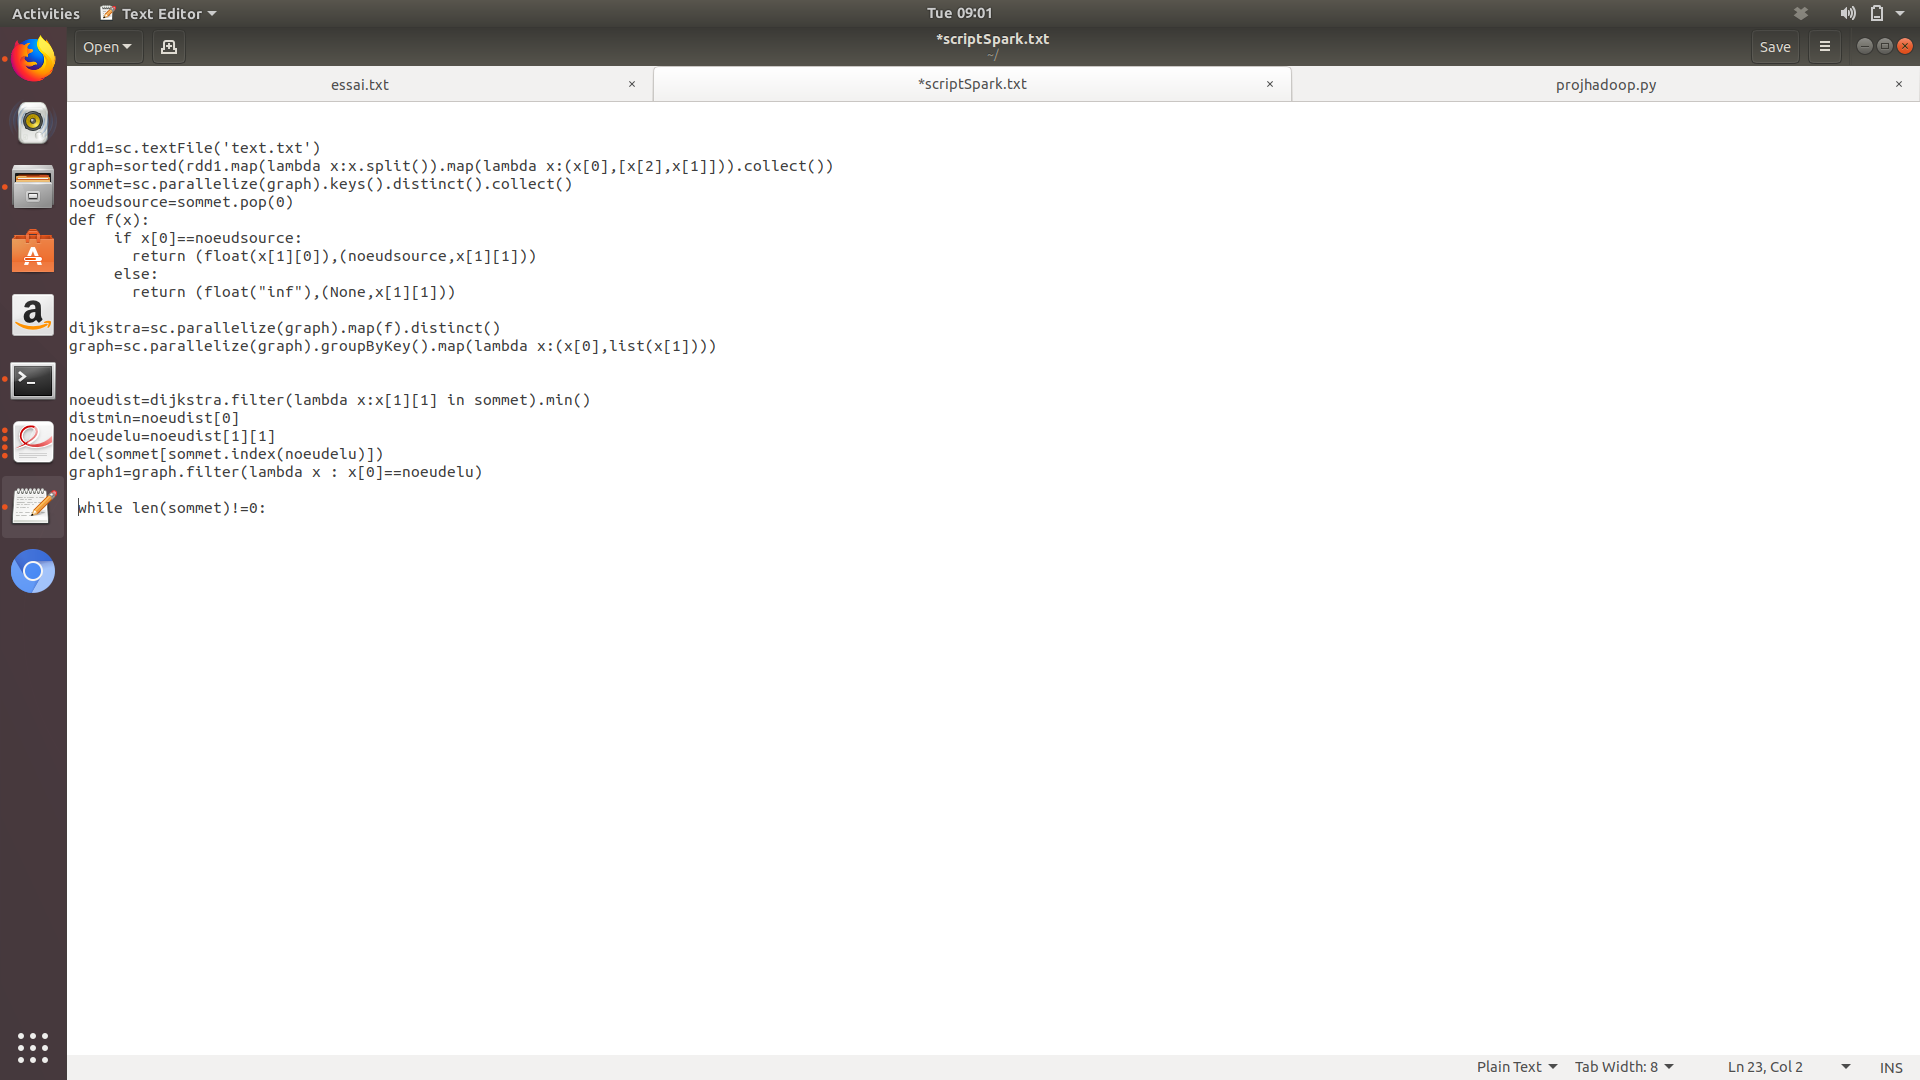 Activities Text Editor Tue 09:01
Open *scriptSpark.txt Save
~/
essai.txt × *scriptSpark.txt × projhadoop.py ×
rdd1=sc.textFile('text.txt')
graph=sorted(rdd1.map(lambda x:x.split()).map(lambda x:(x[0],[x[2],x[1]])).collect())
sommet=sc.parallelize(graph).keys().distinct().collect()
noeudsource=sommet.pop(0)
def f(x):
     if x[0]==noeudsource:
       return (float(x[1][0]),(noeudsource,x[1][1]))
     else:
       return (float("inf"),(None,x[1][1]))
dijkstra=sc.parallelize(graph).map(f).distinct()
graph=sc.parallelize(graph).groupByKey().map(lambda x:(x[0],list(x[1])))
noeudist=dijkstra.filter(lambda x:x[1][1] in sommet).min()
distmin=noeudist[0]
noeudelu=noeudist[1][1]
del(sommet[sommet.index(noeudelu)])
graph1=graph.filter(lambda x : x[0]==noeudelu)
 while len(sommet)!=0:
Plain Text Tab Width: 8 Ln 23, Col 2 INS